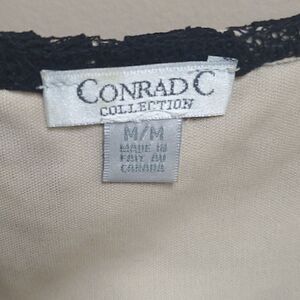 CONRAD C
COLLECTION
M/M
MADE IN
FAIT AU
CANADA